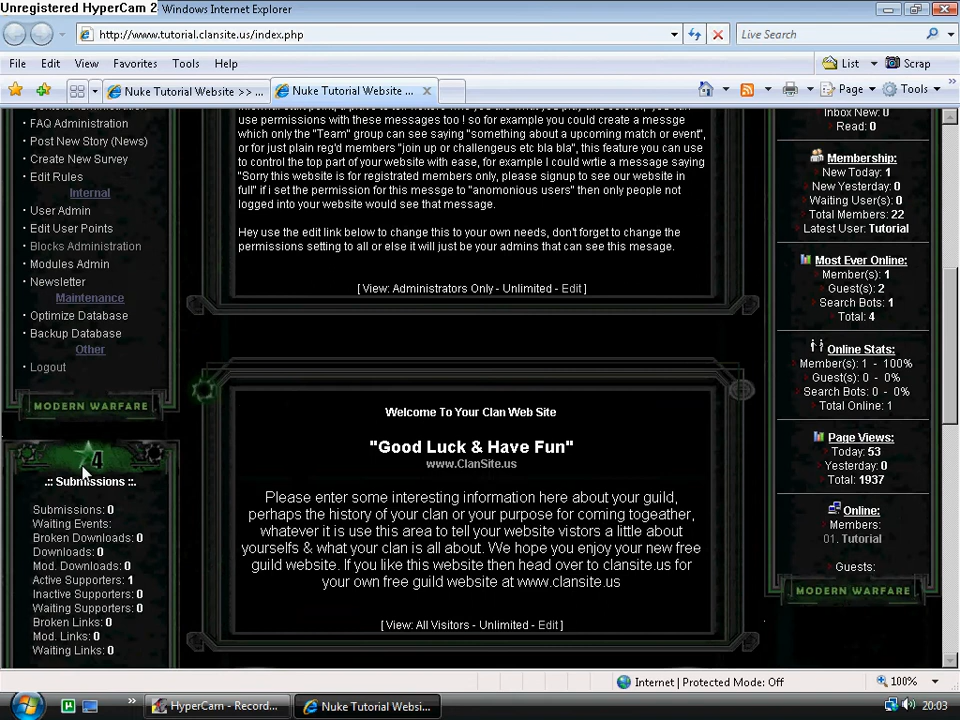 Unregistered HyperCam 2
Windows Internet Explorer
http://www.tutorial.clansite.us/index.php
Live Search
File Edit View Favorites Tools Help
List Scrap
Nuke Tutorial Website >> ...
Nuke Tutorial Website ...
Page Tools
FAQ Administration
Post New Story (News)
Create New Survey
Edit Rules
Internal
User Admin
Edit User Points
Blocks Administration
Modules Admin
Newsletter
Maintenance
Optimize Database
Backup Database
Other
Logout
MODERN WARFARE
4
.:: Submissions ::.
Submissions: 0
Waiting Events:
Broken Downloads: 0
Downloads: 0
Mod. Downloads: 0
Active Supporters: 1
Inactive Supporters: 0
Waiting Supporters: 0
Broken Links: 0
Mod. Links: 0
Waiting Links: 0
use permissions with these messages too ! so for example you could create a messge
which only the "Team" group can see saying "something about a upcoming match or event",
or for just plain reg'd members "join up or challengeus etc bla bla", this feature you can use
to control the top part of your website with ease, for example I could wrtie a message saying
"Sorry this website is for registrated members only, please signup to see our website in
full" if i set the permission for this messge to "anomonious users" then only people not
logged into your website would see that message.
Hey use the edit link below to change this to your own needs, don't forget to change the
permissions setting to all or else it will just be your admins that can see this mesage.
[ View: Administrators Only - Unlimited - Edit ]
Welcome To Your Clan Web Site
"Good Luck & Have Fun"
www.ClanSite.us
Please enter some interesting information here about your guild,
perhaps the history of your clan or your purpose for coming togeather,
whatever it is use this area to tell your website vistors a little about
yourselfs & what your clan is all about. We hope you enjoy your new free
guild website. If you like this website then head over to clansite.us for
your own free guild website at www.clansite.us
[ View: All Visitors - Unlimited - Edit ]
Inbox New: 0
Read: 0
Membership:
New Today: 1
New Yesterday: 0
Waiting User(s): 0
Total Members: 22
Latest User: Tutorial
Most Ever Online:
Member(s): 1
Guest(s): 2
Search Bots: 1
Total: 4
Online Stats:
Member(s): 1 - 100%
Guest(s): 0 - 0%
Search Bots: 0 - 0%
Total Online: 1
Page Views:
Today: 53
Yesterday: 0
Total: 1937
Online:
Members:
01. Tutorial
Guests:
MODERN WARFARE
Internet | Protected Mode: Off
100%
HyperCam - Record...
Nuke Tutorial Websi...
20:03